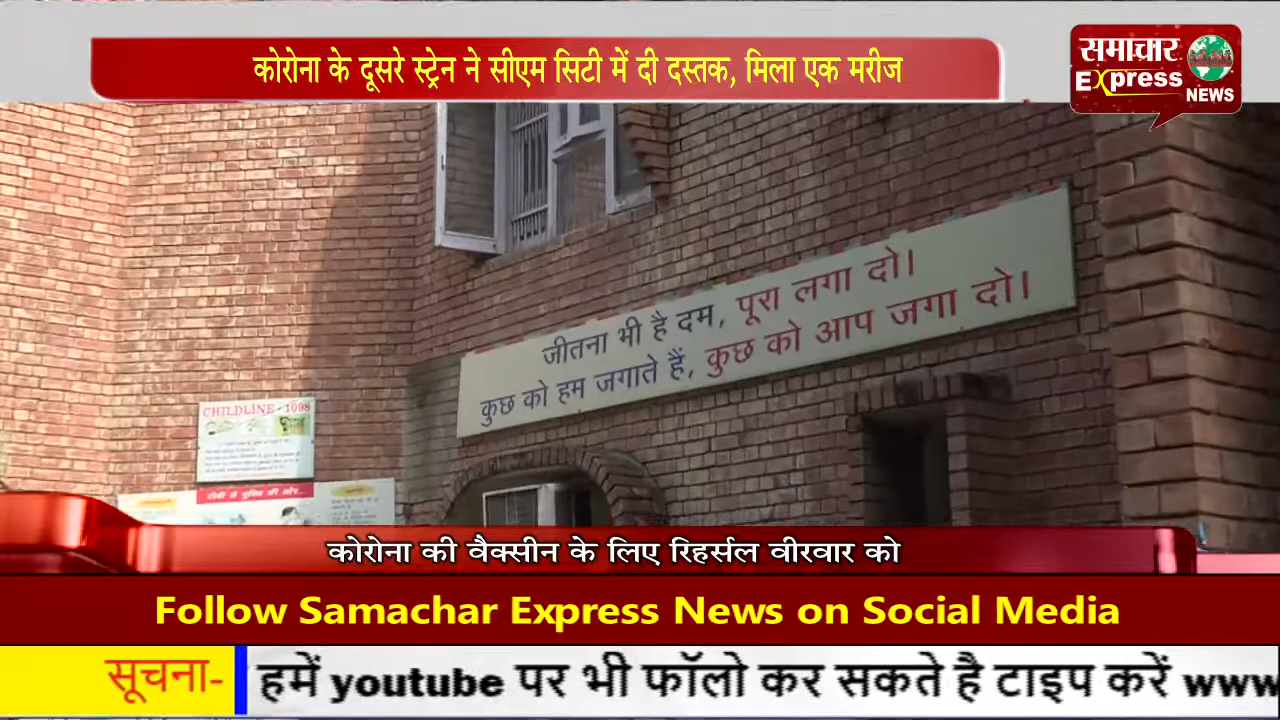 कोरोना के दूसरे स्ट्रेन ने सीएम सिटी में दी दस्तक, मिला एक मरीज
समाचार
Express
NEWS
जीतना भी है दम, पूरा लगा दो।
कुछ को हम जगाते हैं, कुछ को आप जगा दो।
CHILDLINE - 1098
टीबी से मुक्ति की ओर...
कोरोना की वैक्सीन के लिए रिहर्सल वीरवार को
Follow Samachar Express News on Social Media
सूचना- हमें youtube पर भी फॉलो कर सकते है टाइप करें www